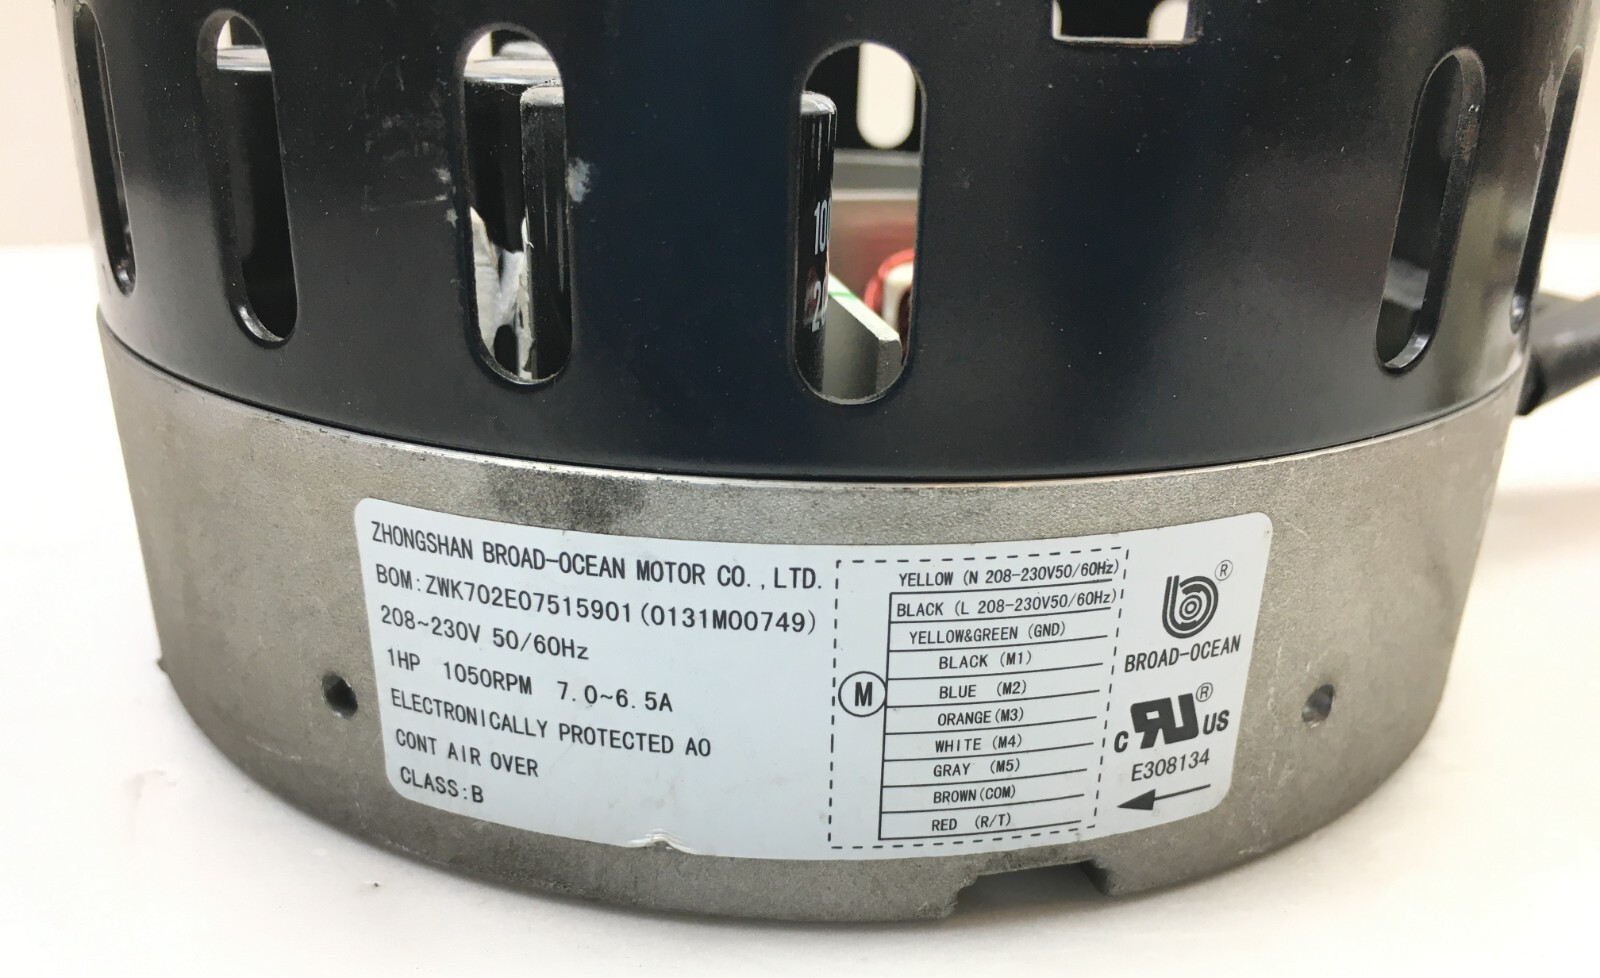 ZHONGSHAN BROAD-OCEAN MOTOR CO., LTD.
BOM: ZWK702E07515901 (0131M00749)
208~230V 50/60Hz
1HP 1050RPM 7.0~6.5A
ELECTRONICALLY PROTECTED AO
CONT AIR OVER
CLASS: B
M
YELLOW (N 208-230V50/60Hz)
BLACK (L 208-230V50/60Hz)
YELLOW&GREEN (GND)
BLACK (M1)
BLUE (M2)
ORANGE (M3)
WHITE (M4)
GRAY (M5)
BROWN (COM)
RED (R/T)
®
BROAD-OCEAN
c RU ® US
E308134